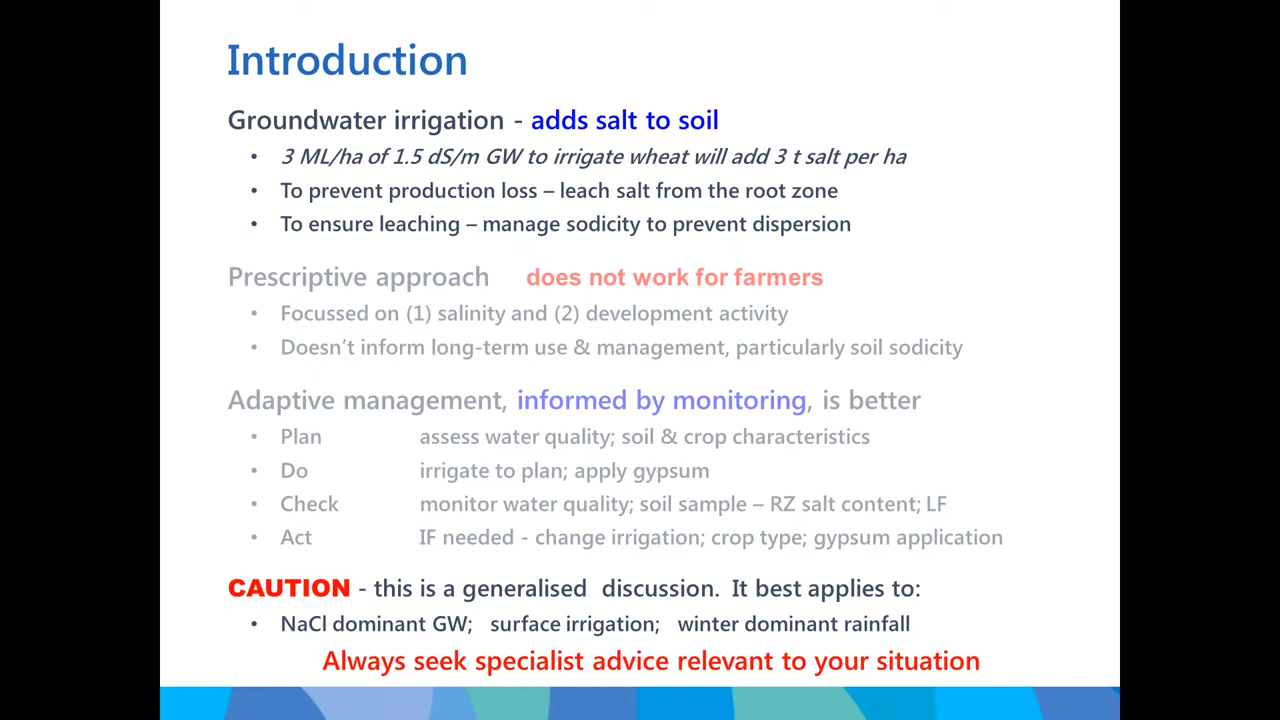 Introduction
Groundwater irrigation - adds salt to soil
• 3 ML/ha of 1.5 dS/m GW to irrigate wheat will add 3 t salt per ha
• To prevent production loss – leach salt from the root zone
• To ensure leaching – manage sodicity to prevent dispersion
Prescriptive approach does not work for farmers
• Focussed on (1) salinity and (2) development activity
• Doesn't inform long-term use & management, particularly soil sodicity
Adaptive management, informed by monitoring, is better
• Plan assess water quality; soil & crop characteristics
• Do irrigate to plan; apply gypsum
• Check monitor water quality; soil sample – RZ salt content; LF
• Act IF needed - change irrigation; crop type; gypsum application
CAUTION - this is a generalised discussion. It best applies to:
• NaCl dominant GW; surface irrigation; winter dominant rainfall
Always seek specialist advice relevant to your situation